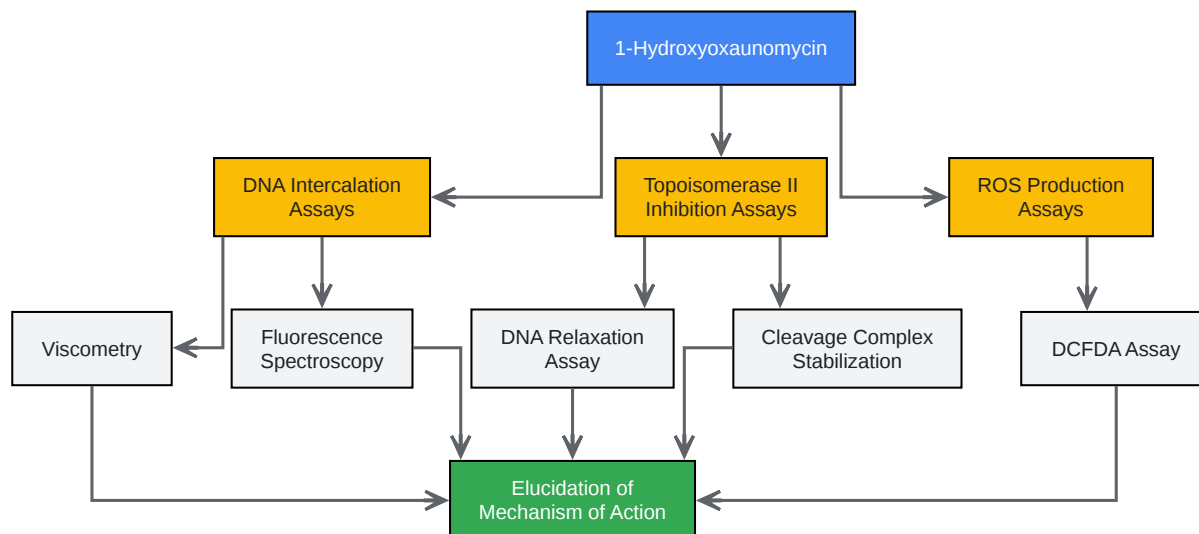 1-Hydroxyoxaunomycin
DNA Intercalation
Assays
Topoisomerase II
Inhibition Assays
ROS Production
Assays
Viscometry
Fluorescence
Spectroscopy
DNA Relaxation
Assay
Cleavage Complex
Stabilization
DCFDA Assay
Elucidation of
Mechanism of Action